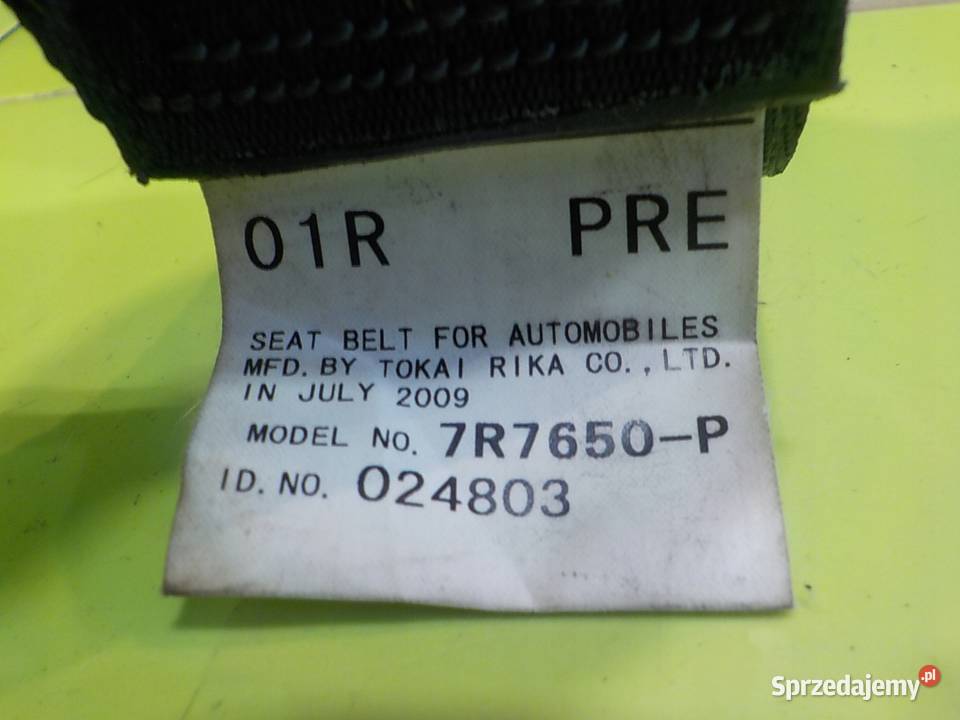 01R PRE
SEAT BELT FOR AUTOMOBILES
MFD. BY TOKAI RIKA CO., LTD.
IN JULY 2009
MODEL NO. 7R7650-P
ID. NO. 024803
Sprzedajemy.pl